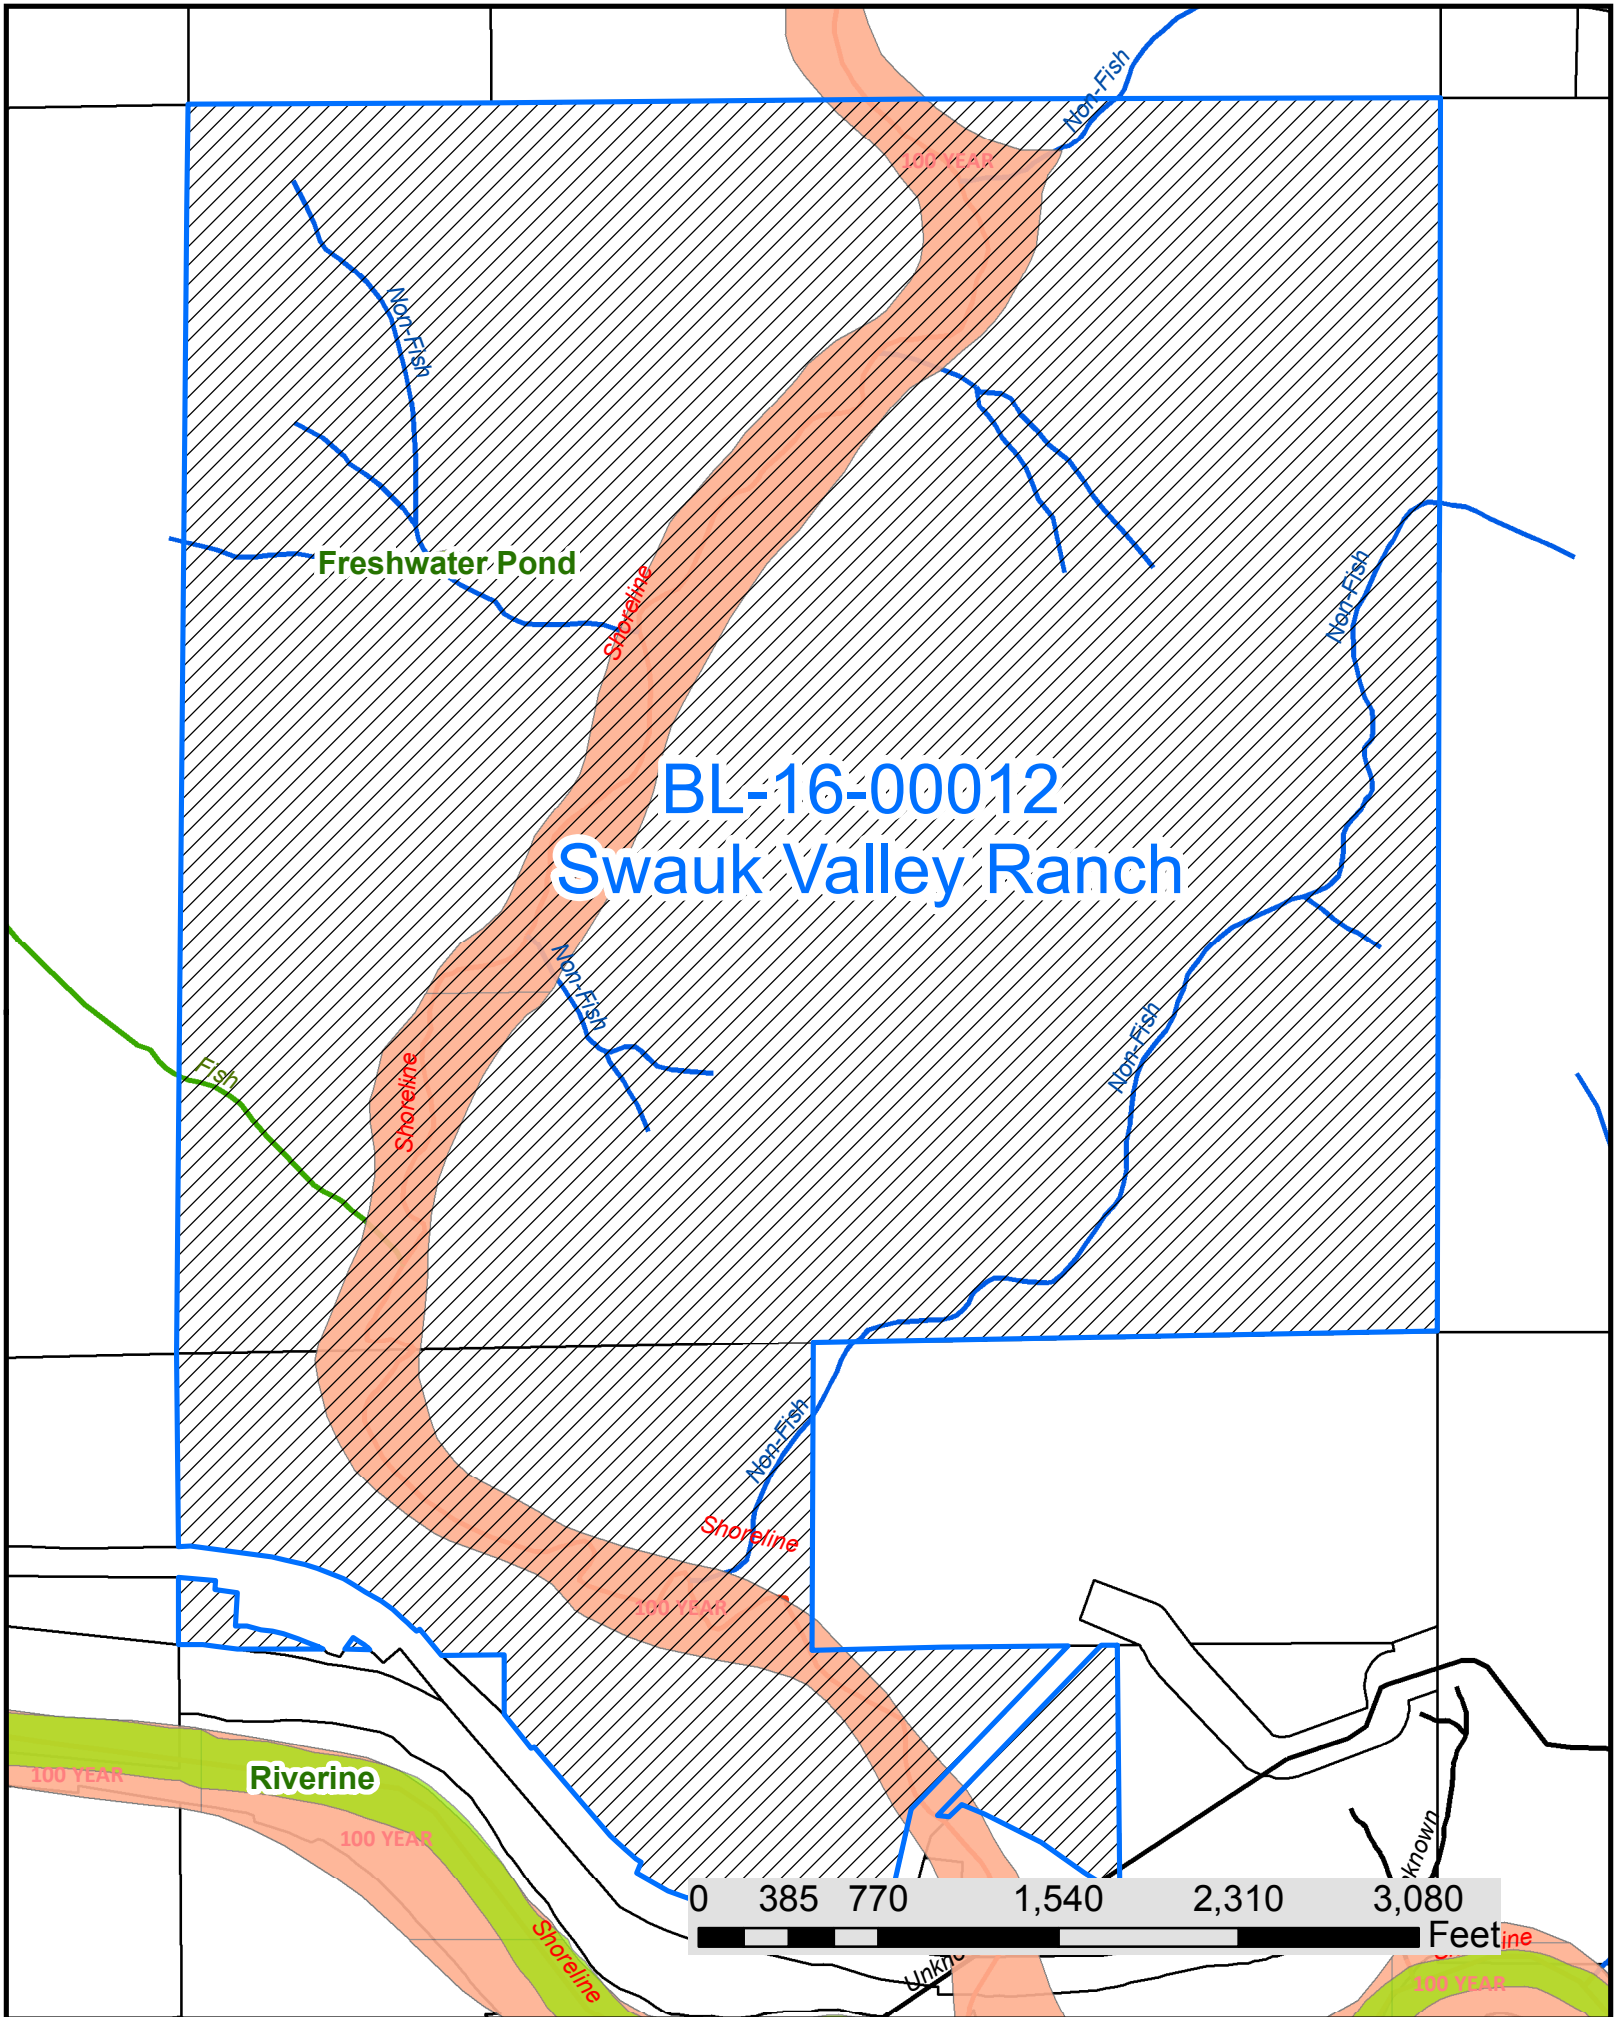 Non-Fish
100 YEAR
Non-Fish
Freshwater Pond
Shoreline
Non-Fish
BL-16-00012
Swauk Valley Ranch
Non-Fish
Non-Fish
Fish
Shoreline
Non-Fish
Shoreline
100 YEAR
Riverine
100 YEAR
100 YEAR
Shoreline
0 385 770 1,540 2,310 3,080
Feet
100 YEAR